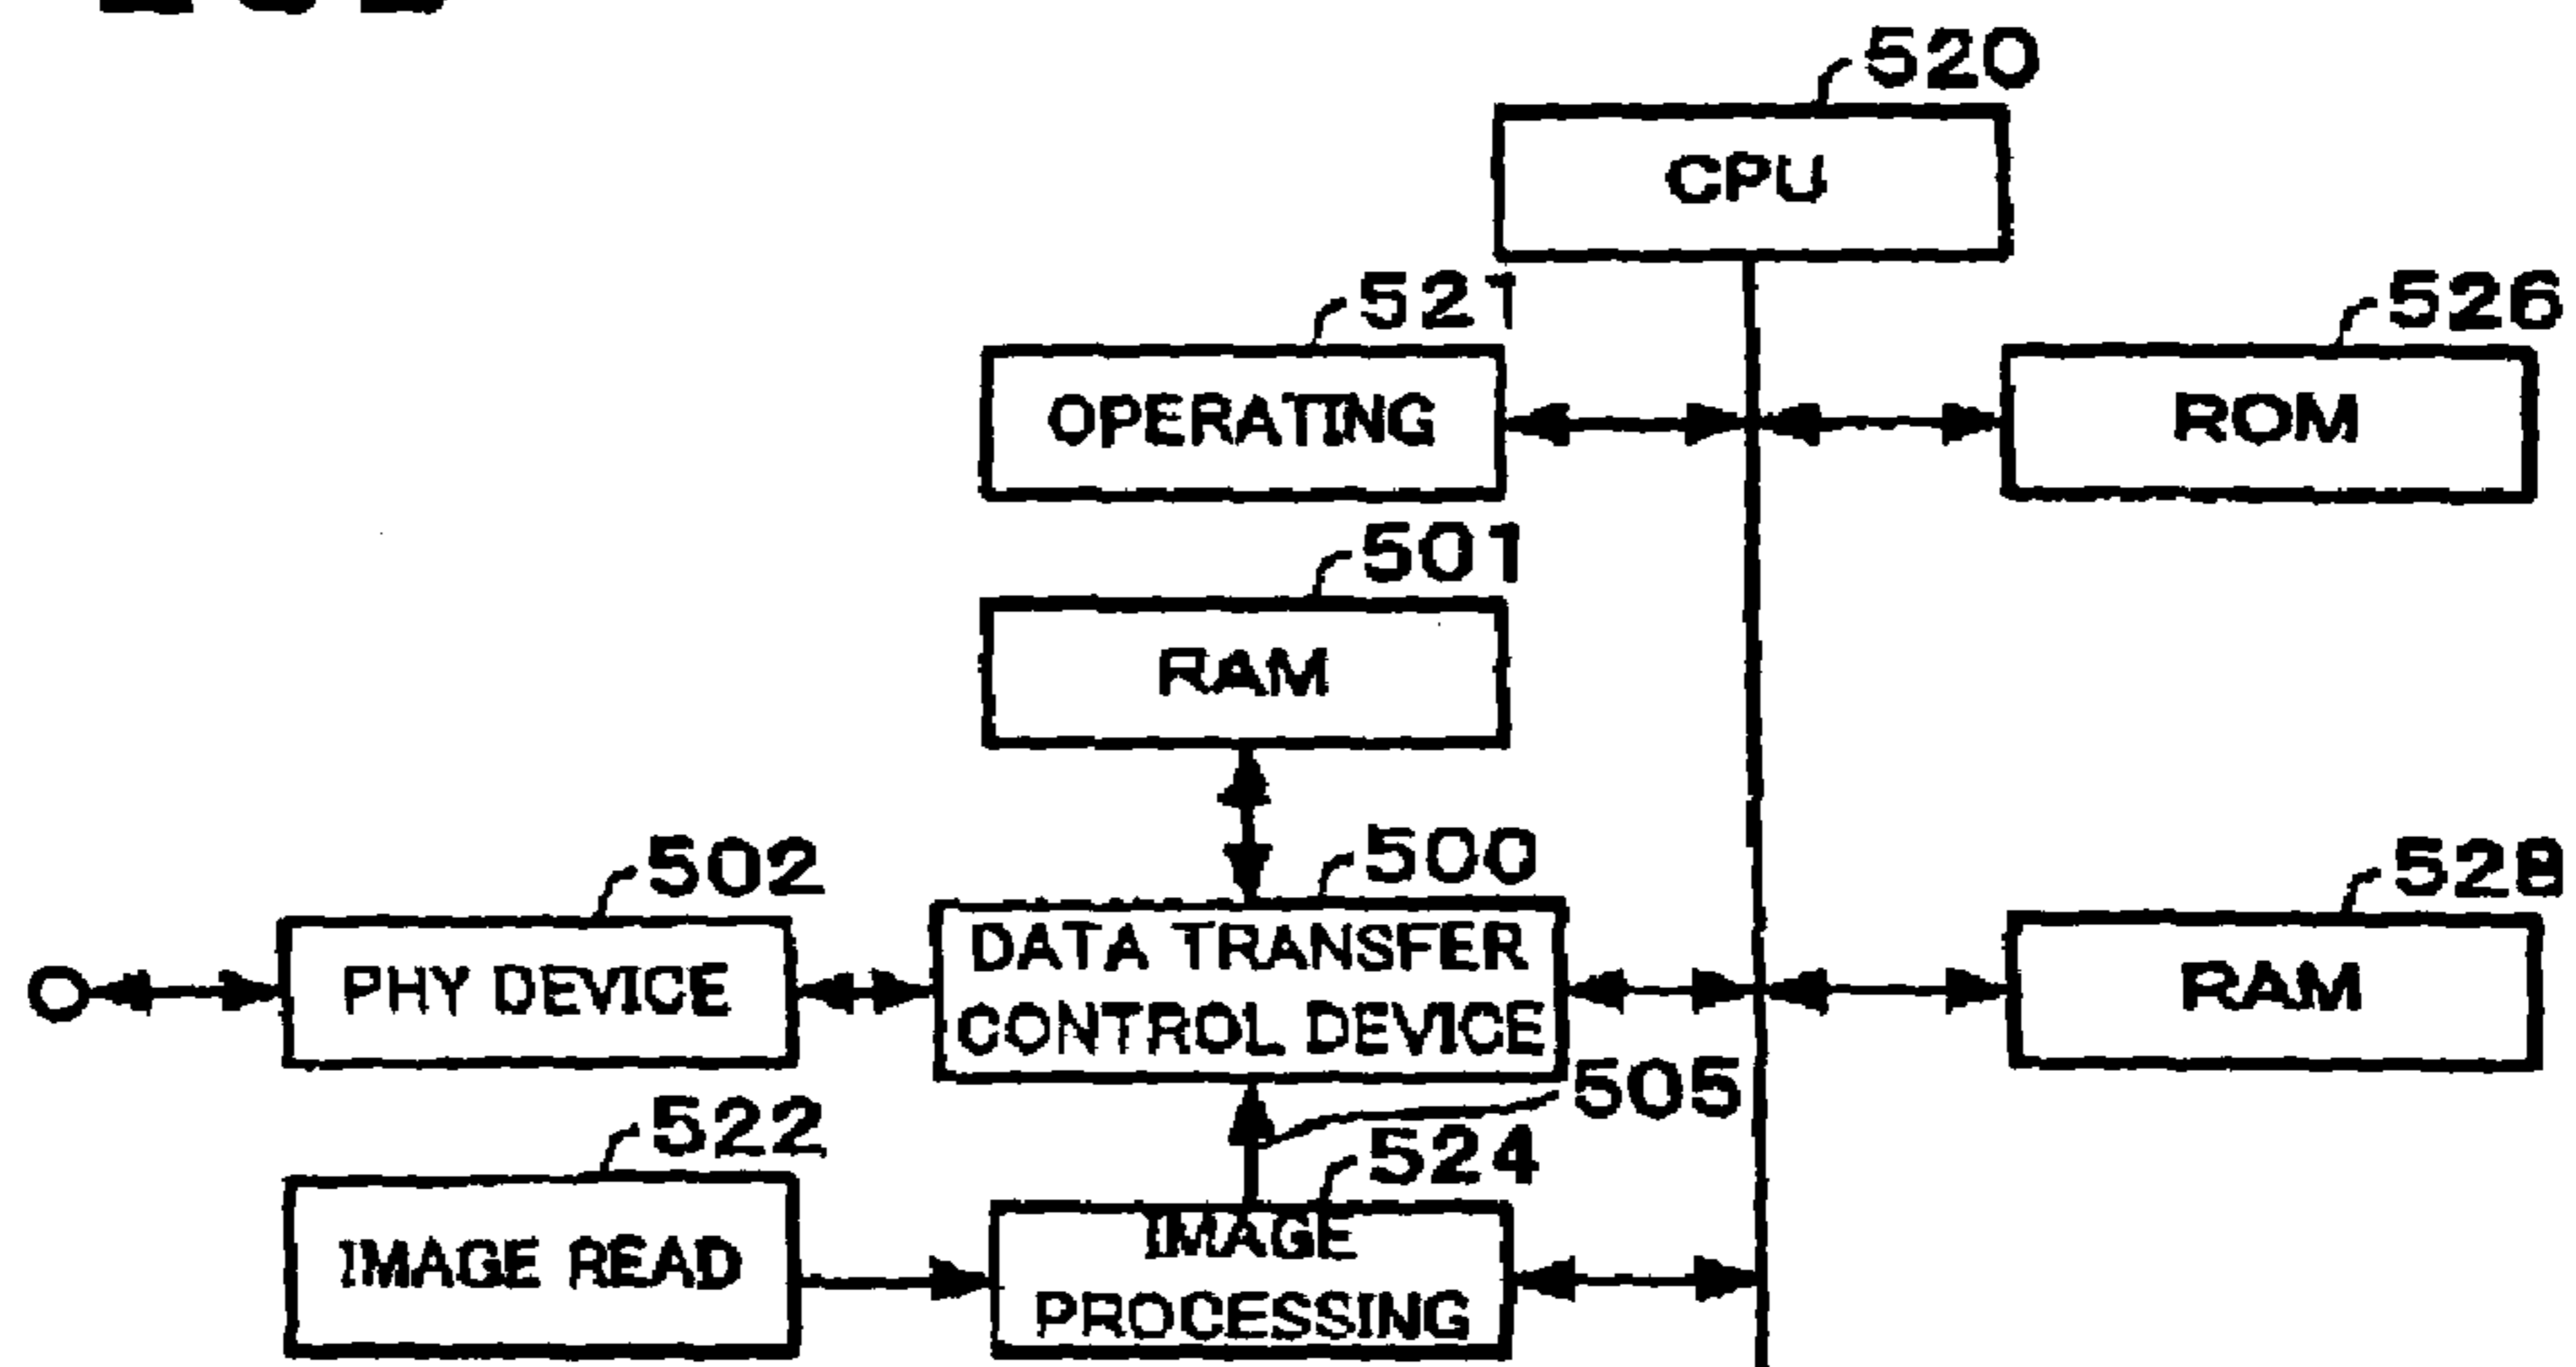 520
CPU
521
526
OPERATING
ROM
501
RAM
502
500
528
PHY DEVICE
DATA TRANSFER
CONTROL DEVICE
RAM
505
522
524
IMAGE READ
IMAGE
PROCESSING